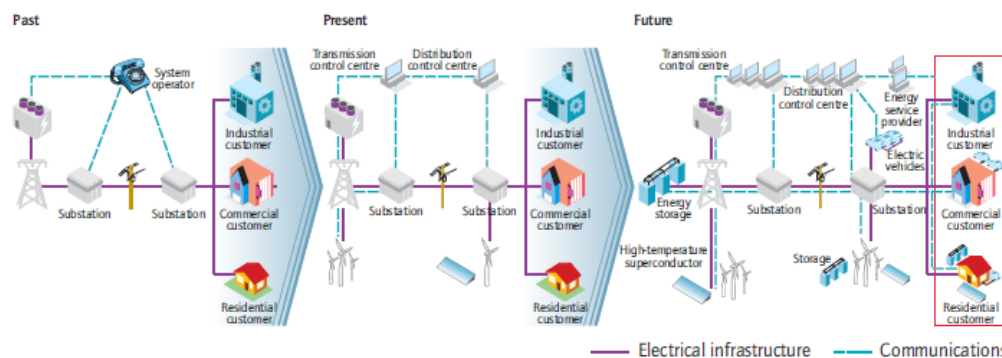 Past
Present
Future
System
operator
Industrial
customer
Substation
Substation
Commercial
customer
Residential
customer
Transmission
control centre
Distribution
control centre
Industrial
customer
Substation
Substation
Commercial
customer
Residential
customer
Transmission
control centre
Distribution
control centre
Energy
service
provider
Industrial
customer
Electric
vehicles
Energy
storage
Substation
Substation
Commercial
customer
High-temperature
superconductor
Storage
Residential
customer
Electrical infrastructure
Communications